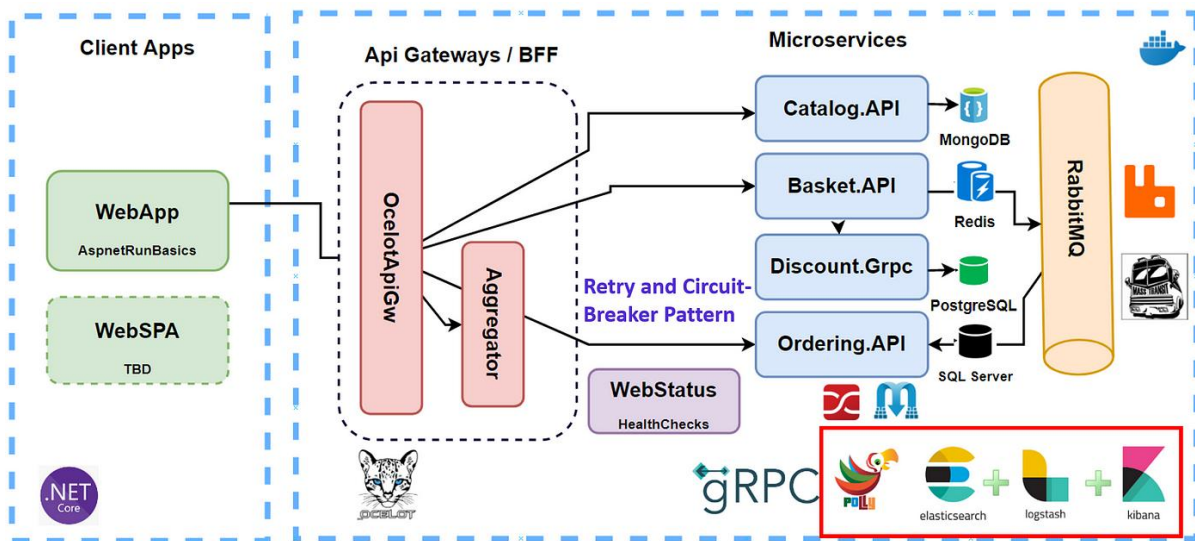 Client Apps
WebApp
AspnetRunBasics
WebSPA
TBD
.NET
Core
Api Gateways / BFF
OcelotApiGw
Aggregator
OCELOT
Retry and Circuit-
Breaker Pattern
WebStatus
HealthChecks
Microservices
Catalog.API
MongoDB
Basket.API
Redis
Discount.Grpc
PostgreSQL
Ordering.API
SQL Server
RabbitMQ
MASS TRANSIT
gRPC
POLLY
elasticsearch
logstash
kibana